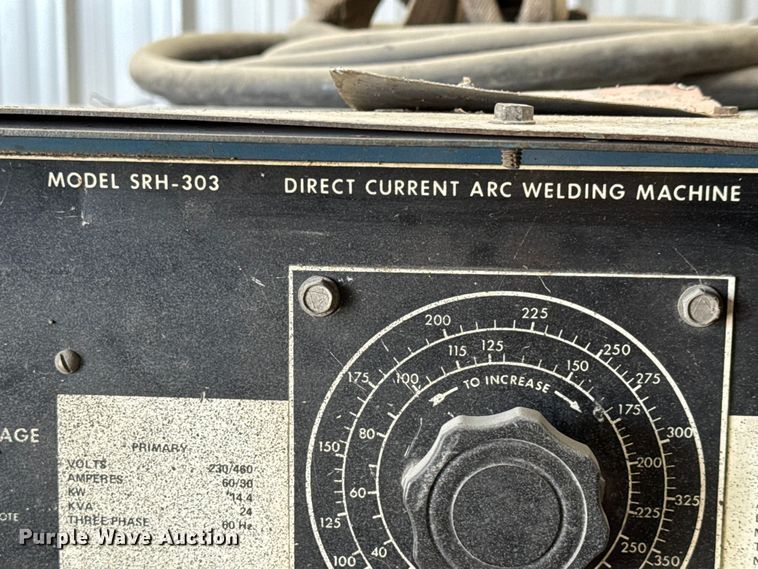 MODEL SRH-303 DIRECT CURRENT ARC WELDING MACHINE
200 225 250 275 300 325 350
175 150 125 100
115 125 150 175 200 250
100 80 60 40
TO INCREASE
AGE
PRIMARY
VOLTS 230/460
AMPERES 60/30
KW 14.4
KVA 24
THREE PHASE 60 Hz
OTE
Purple Wave Auction